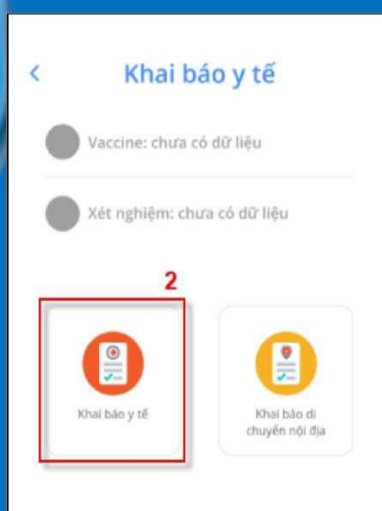 Khai báo y tế
Vaccine: chưa có dữ liệu
Xét nghiệm: chưa có dữ liệu
2
Khai báo y tế
Khai báo di
chuyển nội địa